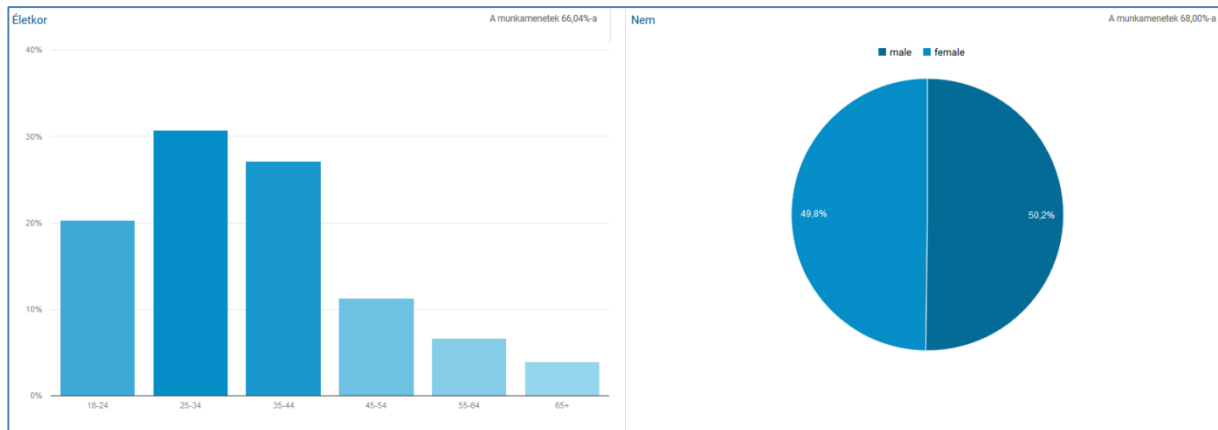 Életkor
A munkamenetek 66,04%-a
40%
30%
20%
10%
0%
18-24 25-34 35-44 45-54 55-64 65+
Nem
A munkamenetek 68,00%-a
male female
49,8%
50,2%